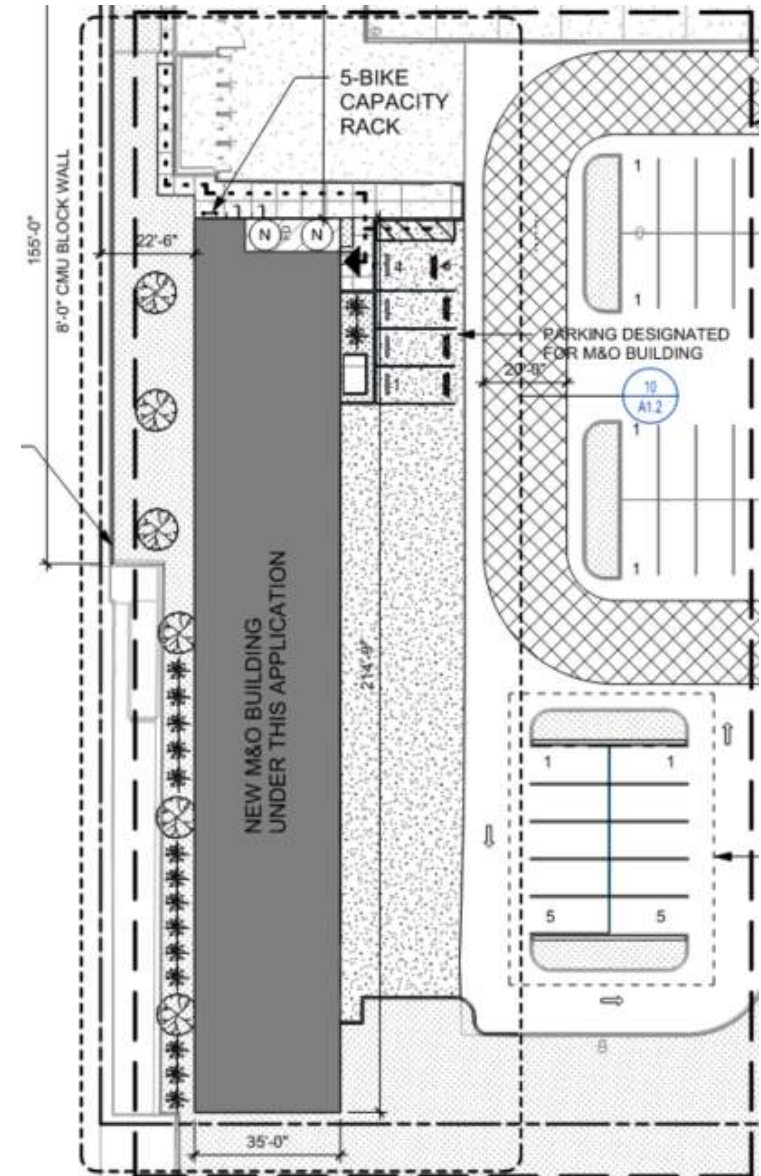 5-BIKE
CAPACITY
RACK
155'-0"
8'-0" CMU BLOCK WALL
22'-6"
N
N
4
1
PARKING DESIGNATED
FOR M&O BUILDING
20'-0"
10
A1.2
1
1
1
1
NEW M&O BUILDING
UNDER THIS APPLICATION
214'-9"
1
1
5
5
35'-0"